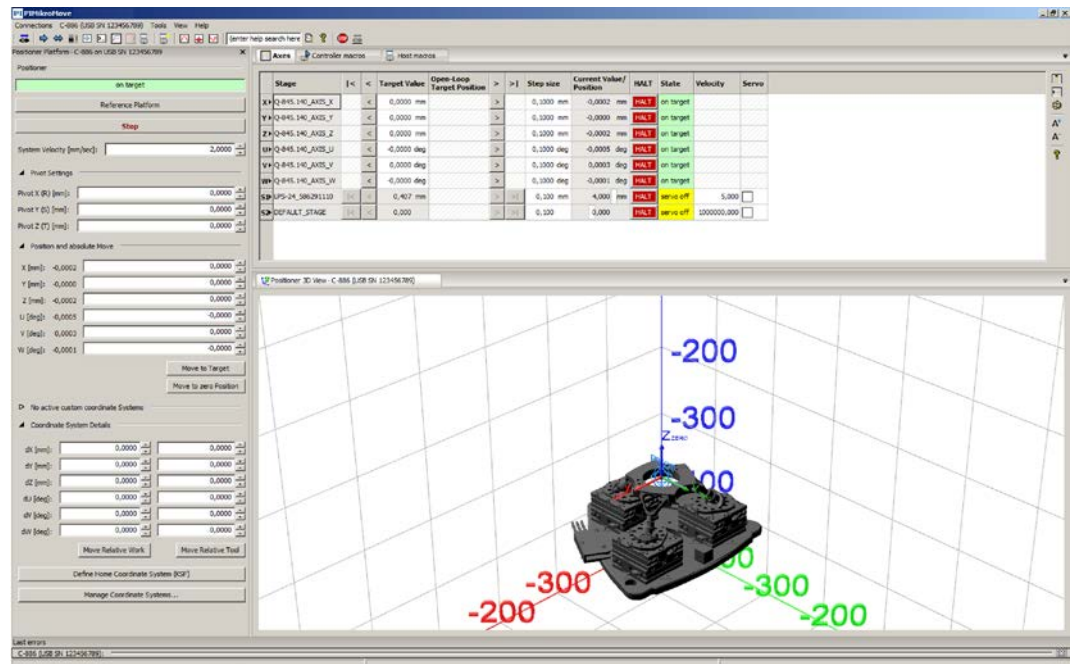 PIMikroMove
Connections C-886 (USB SN 123456789) Tools View Help
(enter help search here)
Positioner Platform - C-886 on USB SN 123456789
Positioner
on target
Reference Platform
Stop
System Velocity [mm/sec]: 2,0000
Pivot Settings
Pivot X (R) [mm]: 0,0000
Pivot Y (S) [mm]: 0,0000
Pivot Z (T) [mm]: 0,0000
Position and absolute Move
X [mm]: -0,0002 0,0000
Y [mm]: -0,0000 0,0000
Z [mm]: -0,0002 0,0000
U [deg]: -0,0005 -0,0000
V [deg]: 0,0003 0,0000
W [deg]: -0,0001 -0,0000
Move to Target
Move to zero Position
No active custom coordinate Systems
Coordinate System Details
dX [mm]: 0,0000 0,0000
dY [mm]: 0,0000 0,0000
dZ [mm]: 0,0000 0,0000
dU [deg]: 0,0000 0,0000
dV [deg]: 0,0000 0,0000
dW [deg]: 0,0000 0,0000
Move Relative Work Move Relative Tool
Define Home Coordinate System (KSF)
Manage Coordinate Systems...
Axes Controller macros Host macros
Stage |< < Target Value Open-Loop Target Position > >| Step size Current Value/ Position HALT State Velocity Servo
X Q-845.140_AXIS_X < 0,0000 mm > 0,1000 mm -0,0002 mm HALT on target
Y Q-845.140_AXIS_Y < 0,0000 mm > 0,1000 mm -0,0000 mm HALT on target
Z Q-845.140_AXIS_Z < 0,0000 mm > 0,1000 mm -0,0002 mm HALT on target
U Q-845.140_AXIS_U < -0,0000 deg > 0,1000 deg -0,0005 deg HALT on target
V Q-845.140_AXIS_V < -0,0000 deg > 0,1000 deg 0,0003 deg HALT on target
W Q-845.140_AXIS_W < -0,0000 deg > 0,1000 deg -0,0001 deg HALT on target
LPS-24_586291110 |< < 0,407 mm > >| 0,100 mm 4,000 mm HALT servo off 5,000
DEFAULT_STAGE |< < 0,000 > >| 0,100 0,000 HALT servo off 1000000,000
Positioner 3D View - C-886 (USB SN 123456789)
-200
-300
Z ZERO
00
00
-300
-300
-200
-200
Last errors
C-886 (USB SN 123456789):